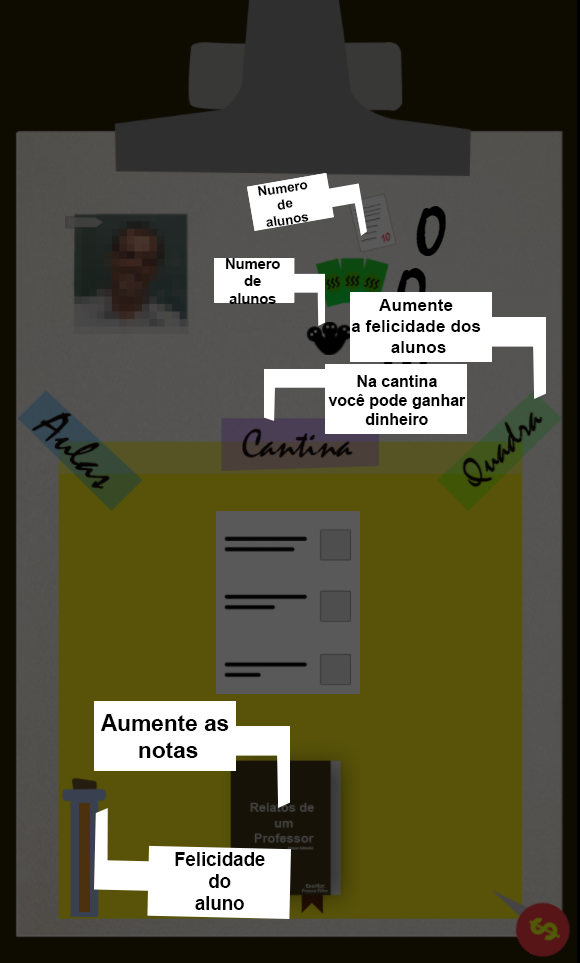 Numero
de
alunos
10
0
Numero
de
alunos
$$$ $$$ $$$
0
Aumente
a felicidade dos
alunos
Na cantina
você pode ganhar
dinheiro
Aulas
Cantina
Quadra
Aumente as
notas
Relatos de
um
Professor
Felicidade
do
aluno
$